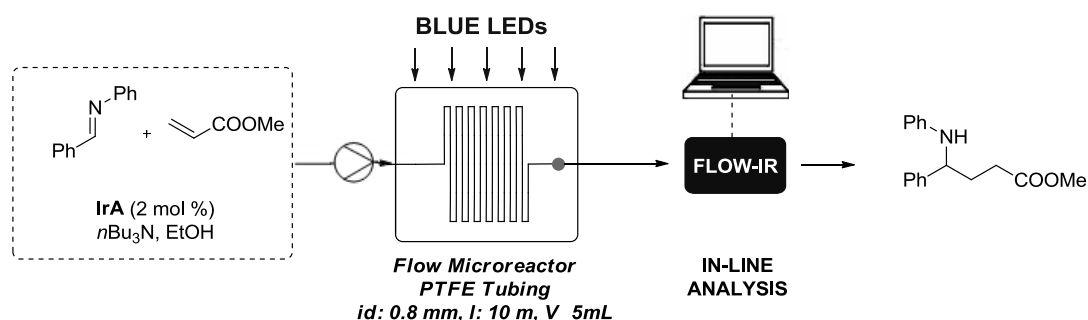 BLUE LEDs
N
Ph
Ph
+
COOMe
IrA (2 mol %)
nBu₃N, EtOH
Flow Microreactor
PTFE Tubing
id: 0.8 mm, l: 10 m, V 5mL
FLOW-IR
IN-LINE
ANALYSIS
Ph
NH
Ph
COOMe